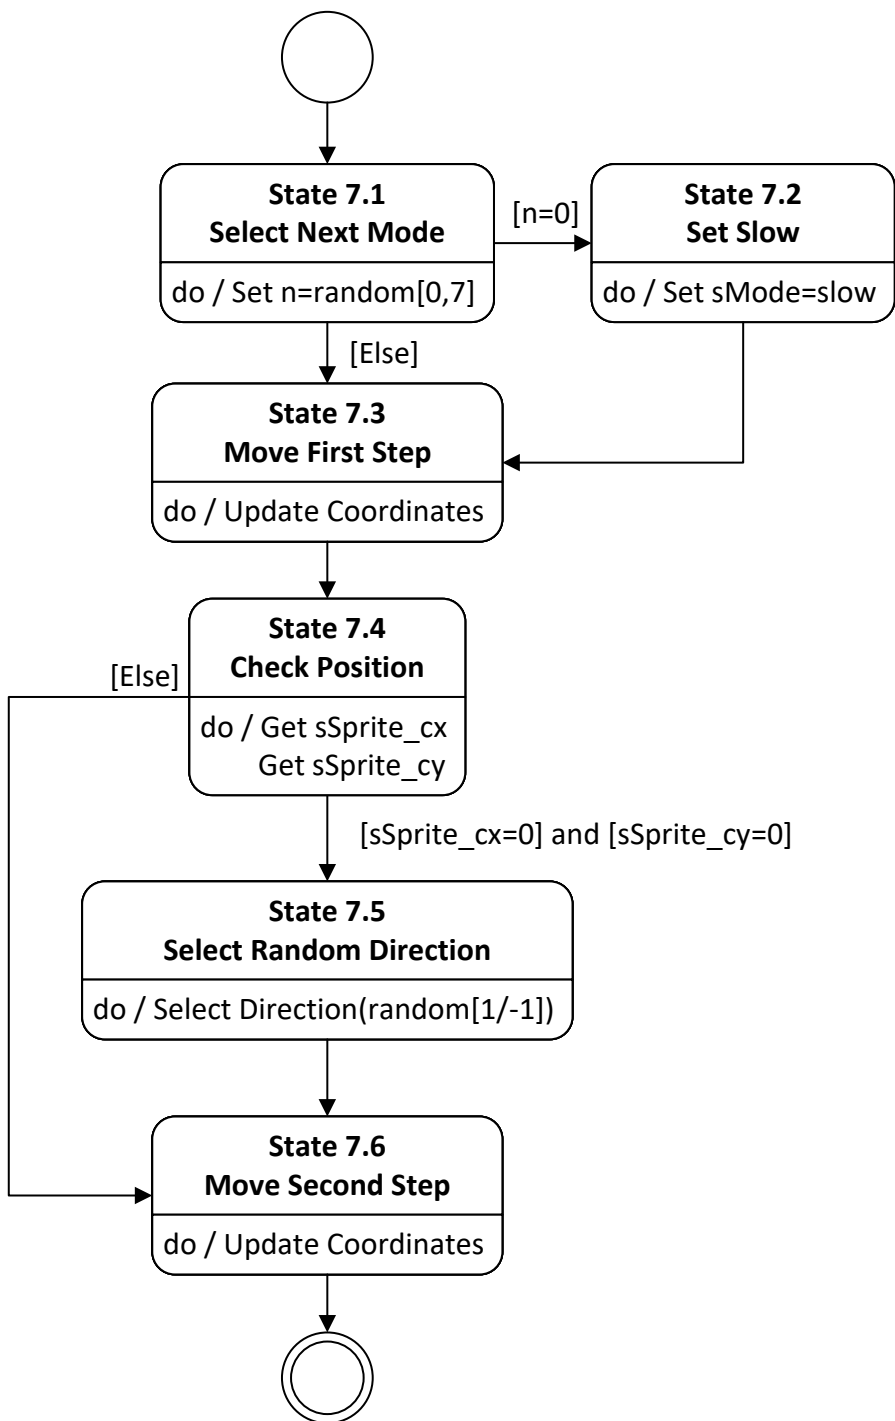 State 7.1
Select Next Mode
do / Set n=random[0,7]
[n=0]
State 7.2
Set Slow
do / Set sMode=slow
[Else]
State 7.3
Move First Step
do / Update Coordinates
State 7.4
Check Position
[Else]
do / Get sSprite_cx
Get sSprite_cy
[sSprite_cx=0] and [sSprite_cy=0]
State 7.5
Select Random Direction
do / Select Direction(random[1/-1])
State 7.6
Move Second Step
do / Update Coordinates